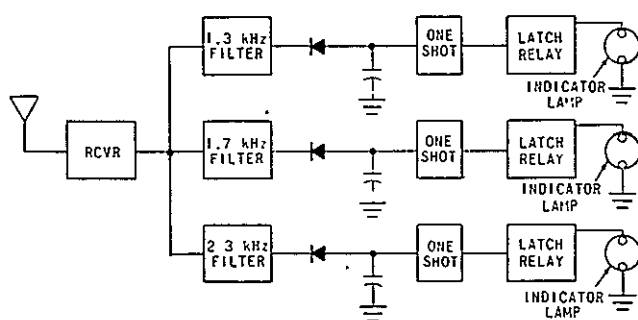 1.3 kHz
FILTER
ONE
SHOT
LATCH
RELAY
INDICATOR
LAMP
RCVR
1.7 kHz
FILTER
ONE
SHOT
LATCH
RELAY
INDICATOR
LAMP
2 3 kHz
FILTER
ONE
SHOT
LATCH
RELAY
INDICATOR
LAMP